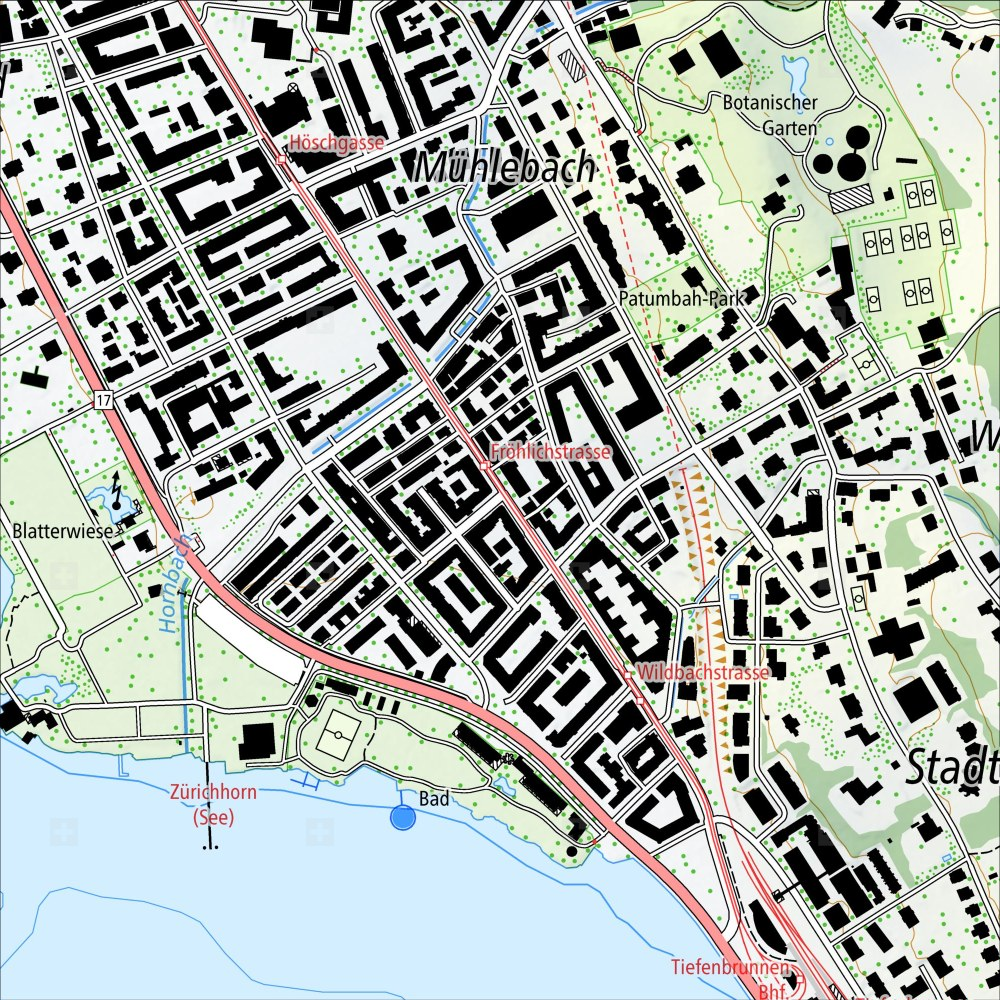 Botanischer
Garten
Höschgasse
Mühlebach
Patumbah-Park
17
Fröhlichstrasse
W
Blatterwiese
Hornbach
Wildbachstrasse
Stadt
Zürichhorn
(See)
Bad
Tiefenbrunnen
Bhf.